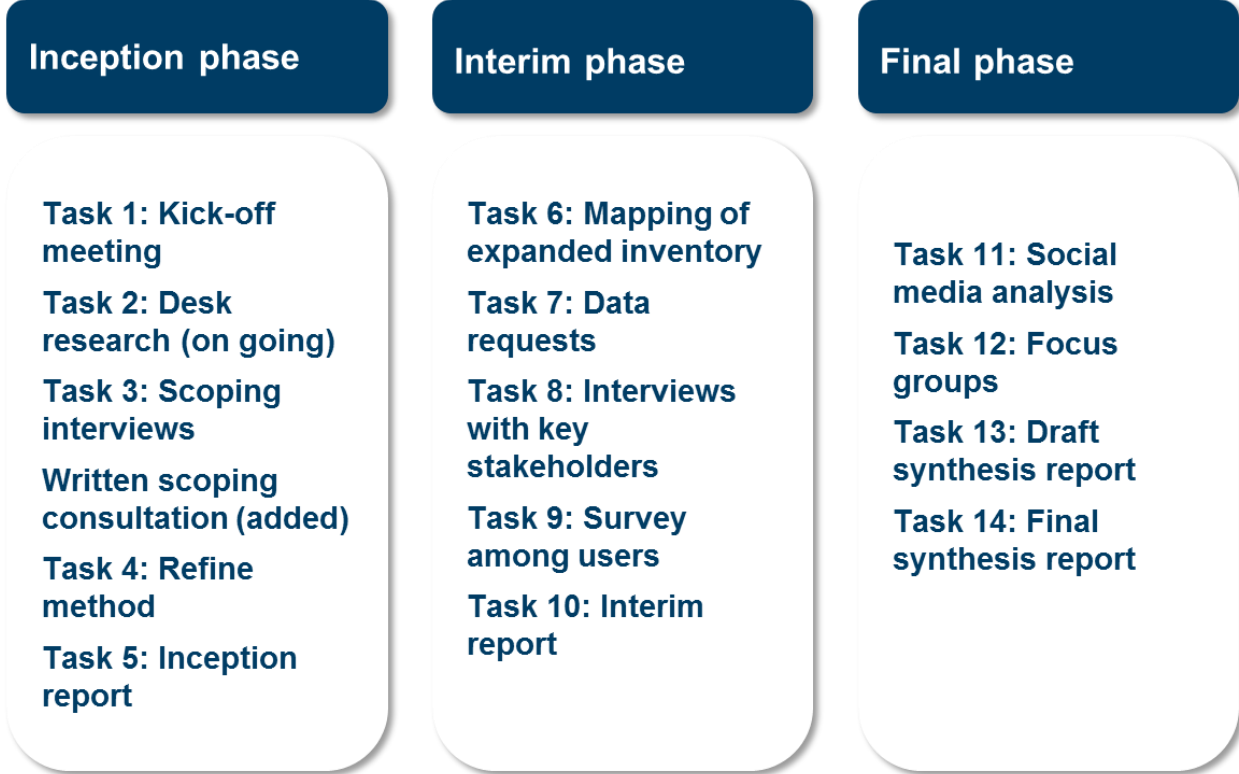 Inception phase
Task 1: Kick-off
meeting
Task 2: Desk
research (on going)
Task 3: Scoping
interviews
Written scoping
consultation (added)
Task 4: Refine
method
Task 5: Inception
report
Interim phase
Task 6: Mapping of
expanded inventory
Task 7: Data
requests
Task 8: Interviews
with key
stakeholders
Task 9: Survey
among users
Task 10: Interim
report
Final phase
Task 11: Social
media analysis
Task 12: Focus
groups
Task 13: Draft
synthesis report
Task 14: Final
synthesis report